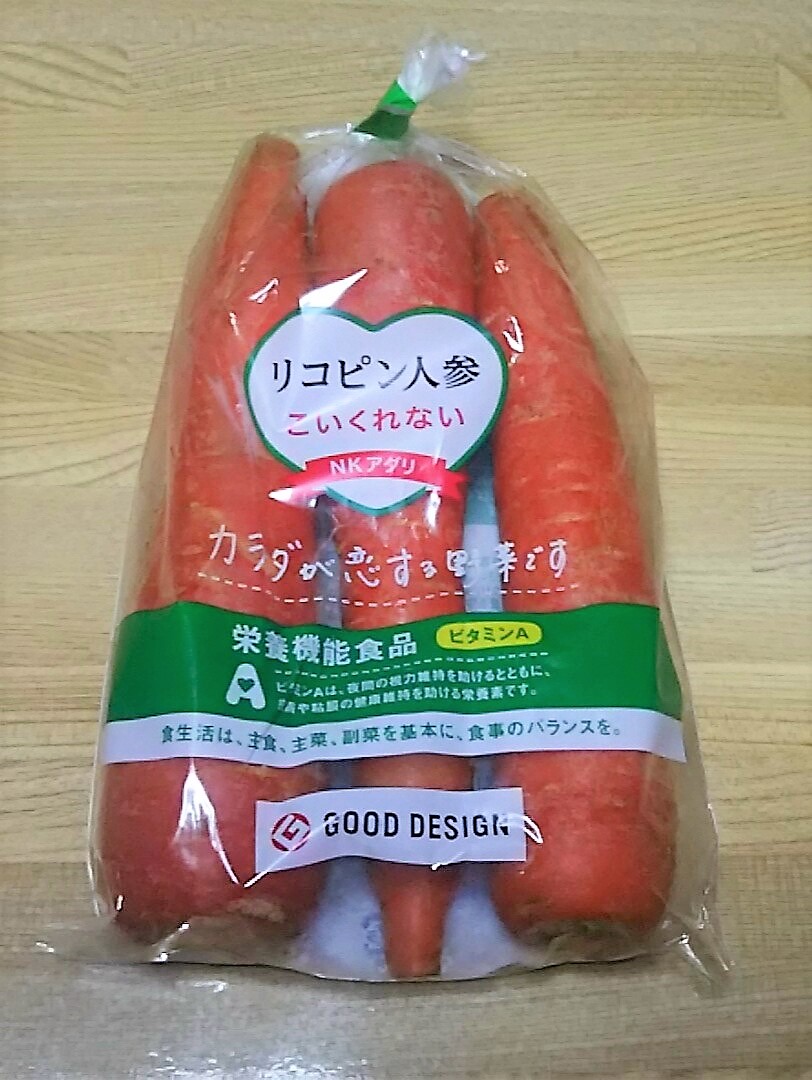 リコピン人参
こいくれない
NKアダリ
カラダが恋する野菜です
栄養機能食品 ビタミンA
A
ビタミンAは、夜間の視力維持を助けるとともに、
皮膚や粘膜の健康維持を助ける栄養素です。
食生活は、主食、主菜、副菜を基本に、食事のバランスを。
GOOD DESIGN